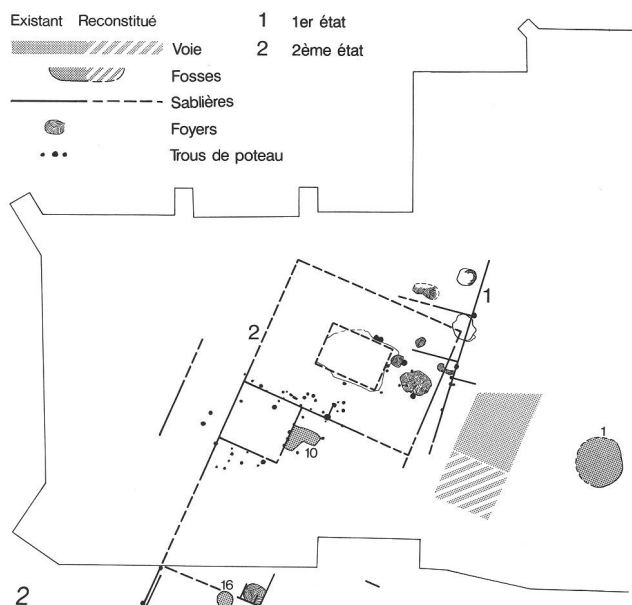 Existant Reconstitué
1 1er état
Voie
2 2ème état
Fosses
Sablières
Foyers
Trous de poteau
1
2
1
10
16
2